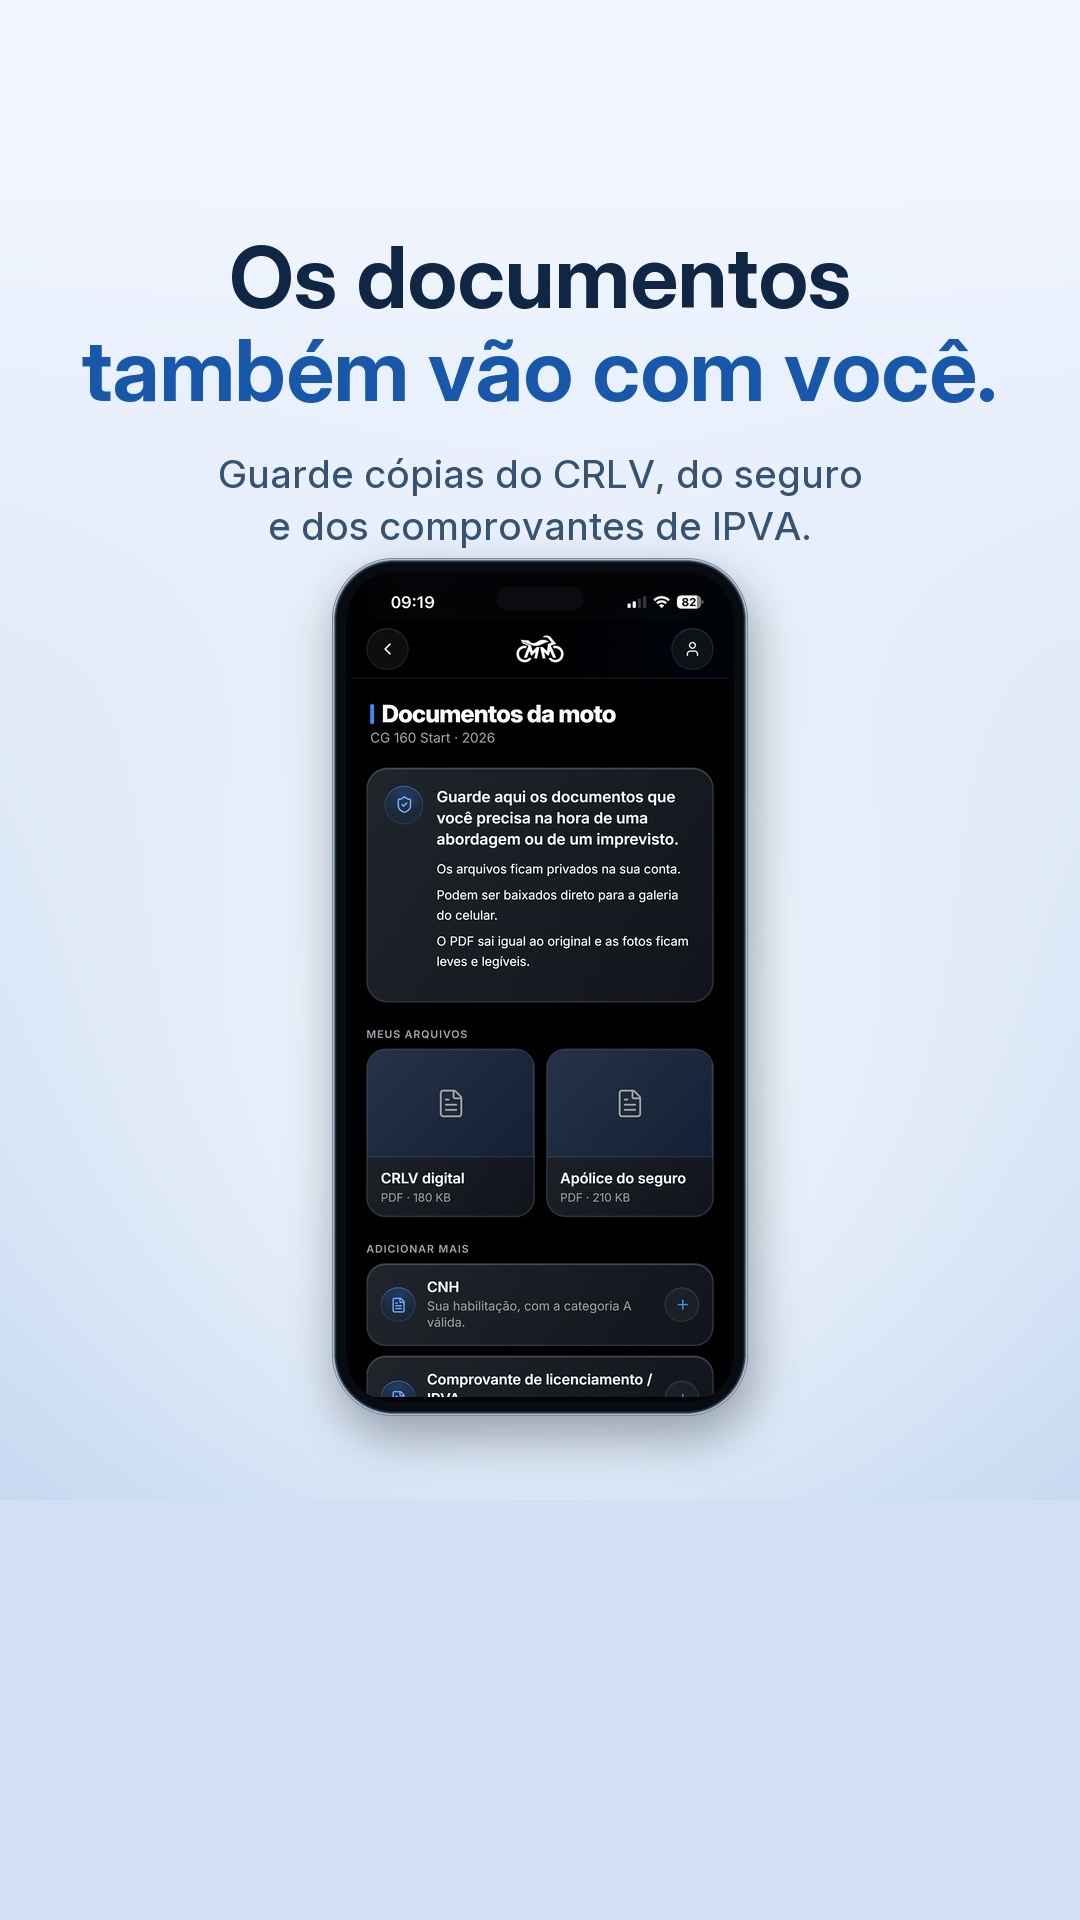 Os documentos
também vão com você.
Guarde cópias do CRLV, do seguro
e dos comprovantes de IPVA.
09:19
82
MM
Documentos da moto
CG 160 Start · 2026
Guarde aqui os documentos que
você precisa na hora de uma
abordagem ou de um imprevisto.
Os arquivos ficam privados na sua conta.
Podem ser baixados direto para a galeria
do celular.
O PDF sai igual ao original e as fotos ficam
leves e legíveis.
MEUS ARQUIVOS
CRLV digital
PDF · 180 KB
Apólice do seguro
PDF · 210 KB
ADICIONAR MAIS
CNH
Sua habilitação, com a categoria A
válida.
Comprovante de licenciamento /
IPVA